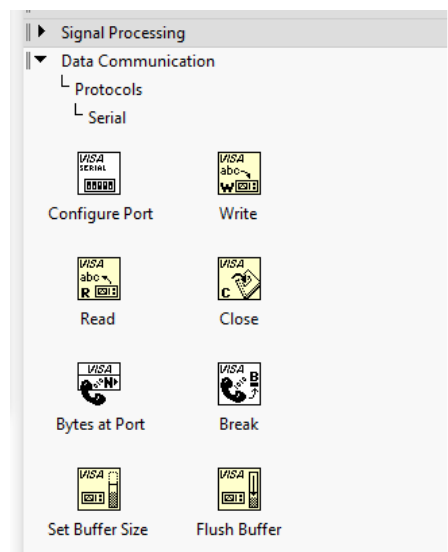 Signal Processing
Data Communication
Protocols
Serial
VISA
SERIAL
Configure Port
VISA
abc
W
Write
VISA
abc
R
Read
VISA
C
Close
VISA
N
Bytes at Port
VISA
B
Break
VISA
Set Buffer Size
VISA
Flush Buffer